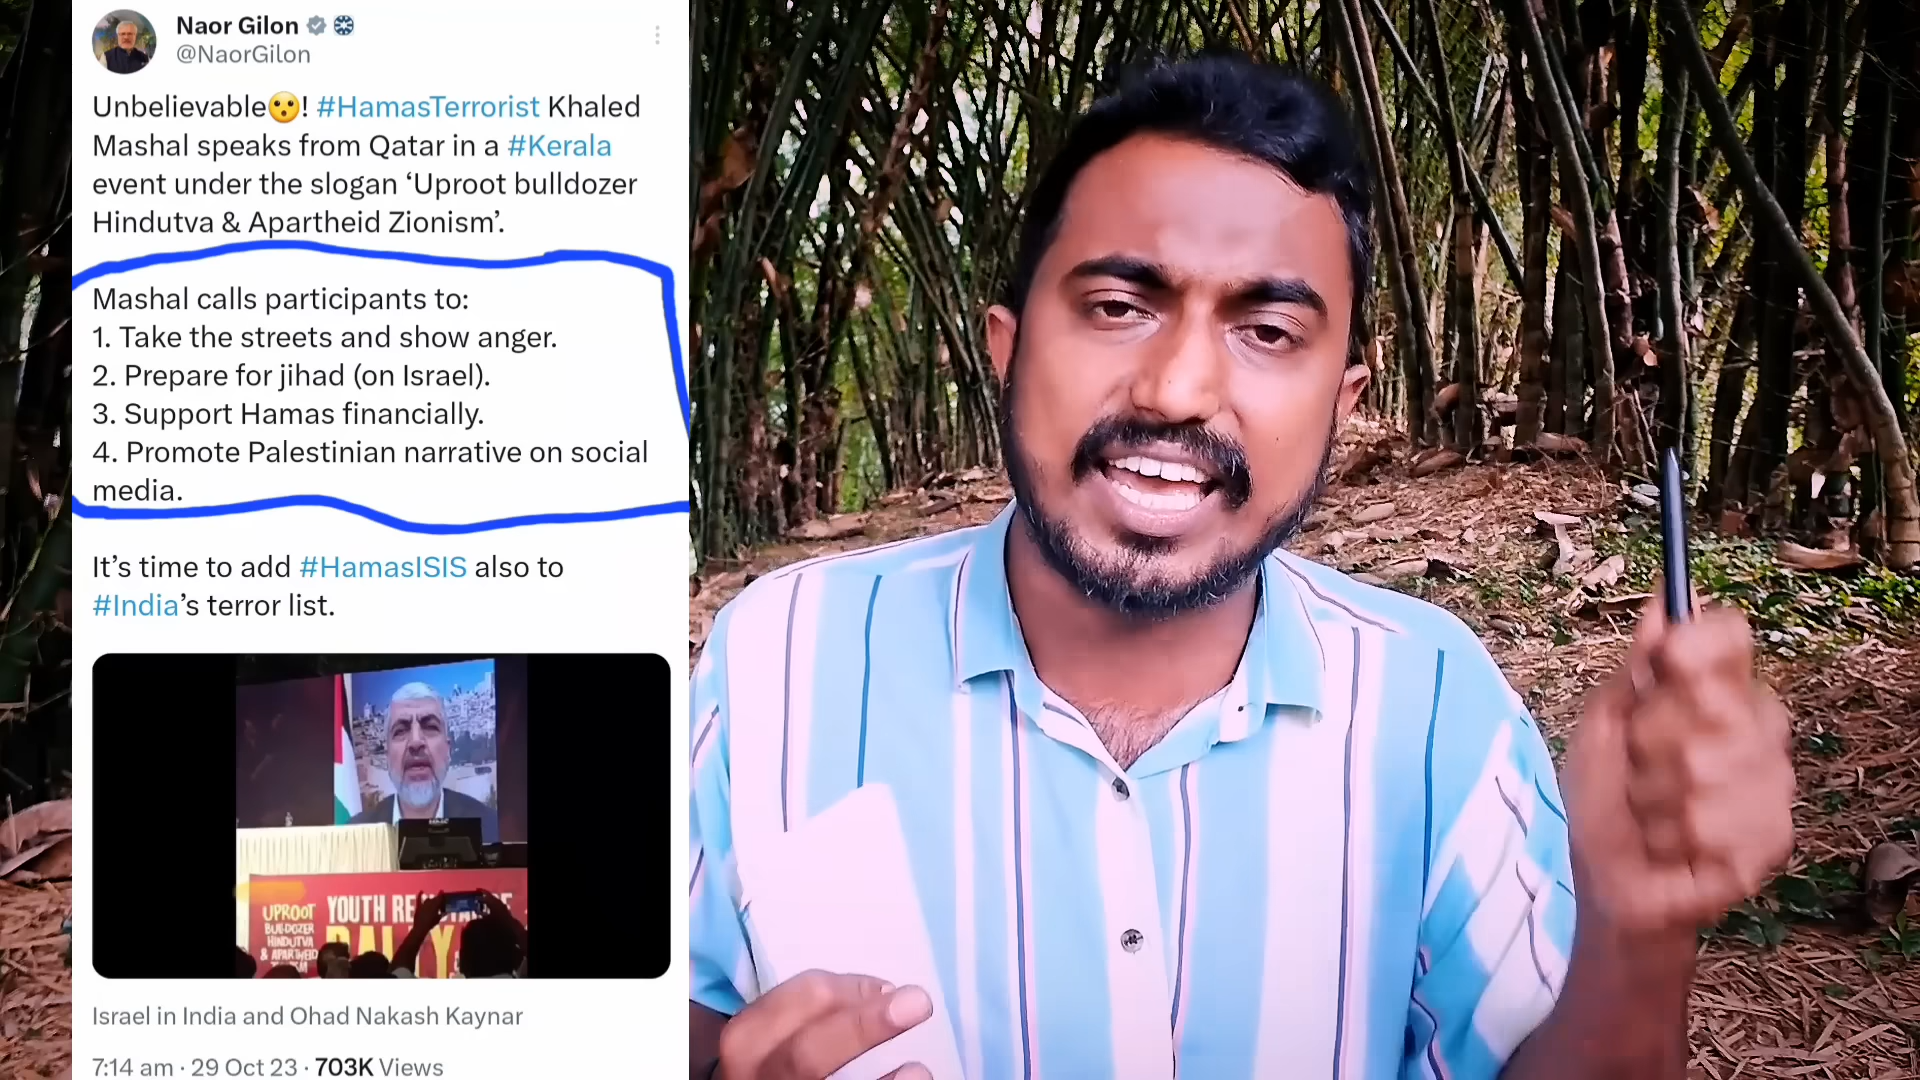 Naor Gilon
@NaorGilon
Unbelievable😮! #HamasTerrorist Khaled
Mashal speaks from Qatar in a #Kerala
event under the slogan ‘Uproot bulldozer
Hindutva & Apartheid Zionism’.
Mashal calls participants to:
1. Take the streets and show anger.
2. Prepare for jihad (on Israel).
3. Support Hamas financially.
4. Promote Palestinian narrative on social
media.
It’s time to add #HamasISIS also to
#India’s terror list.
UPROOT
BULLDOZER
HINDUTVA
& APARTHEID
YOUTH
Israel in India and Ohad Nakash Kaynar
7:14 am · 29 Oct 23 · 703K Views